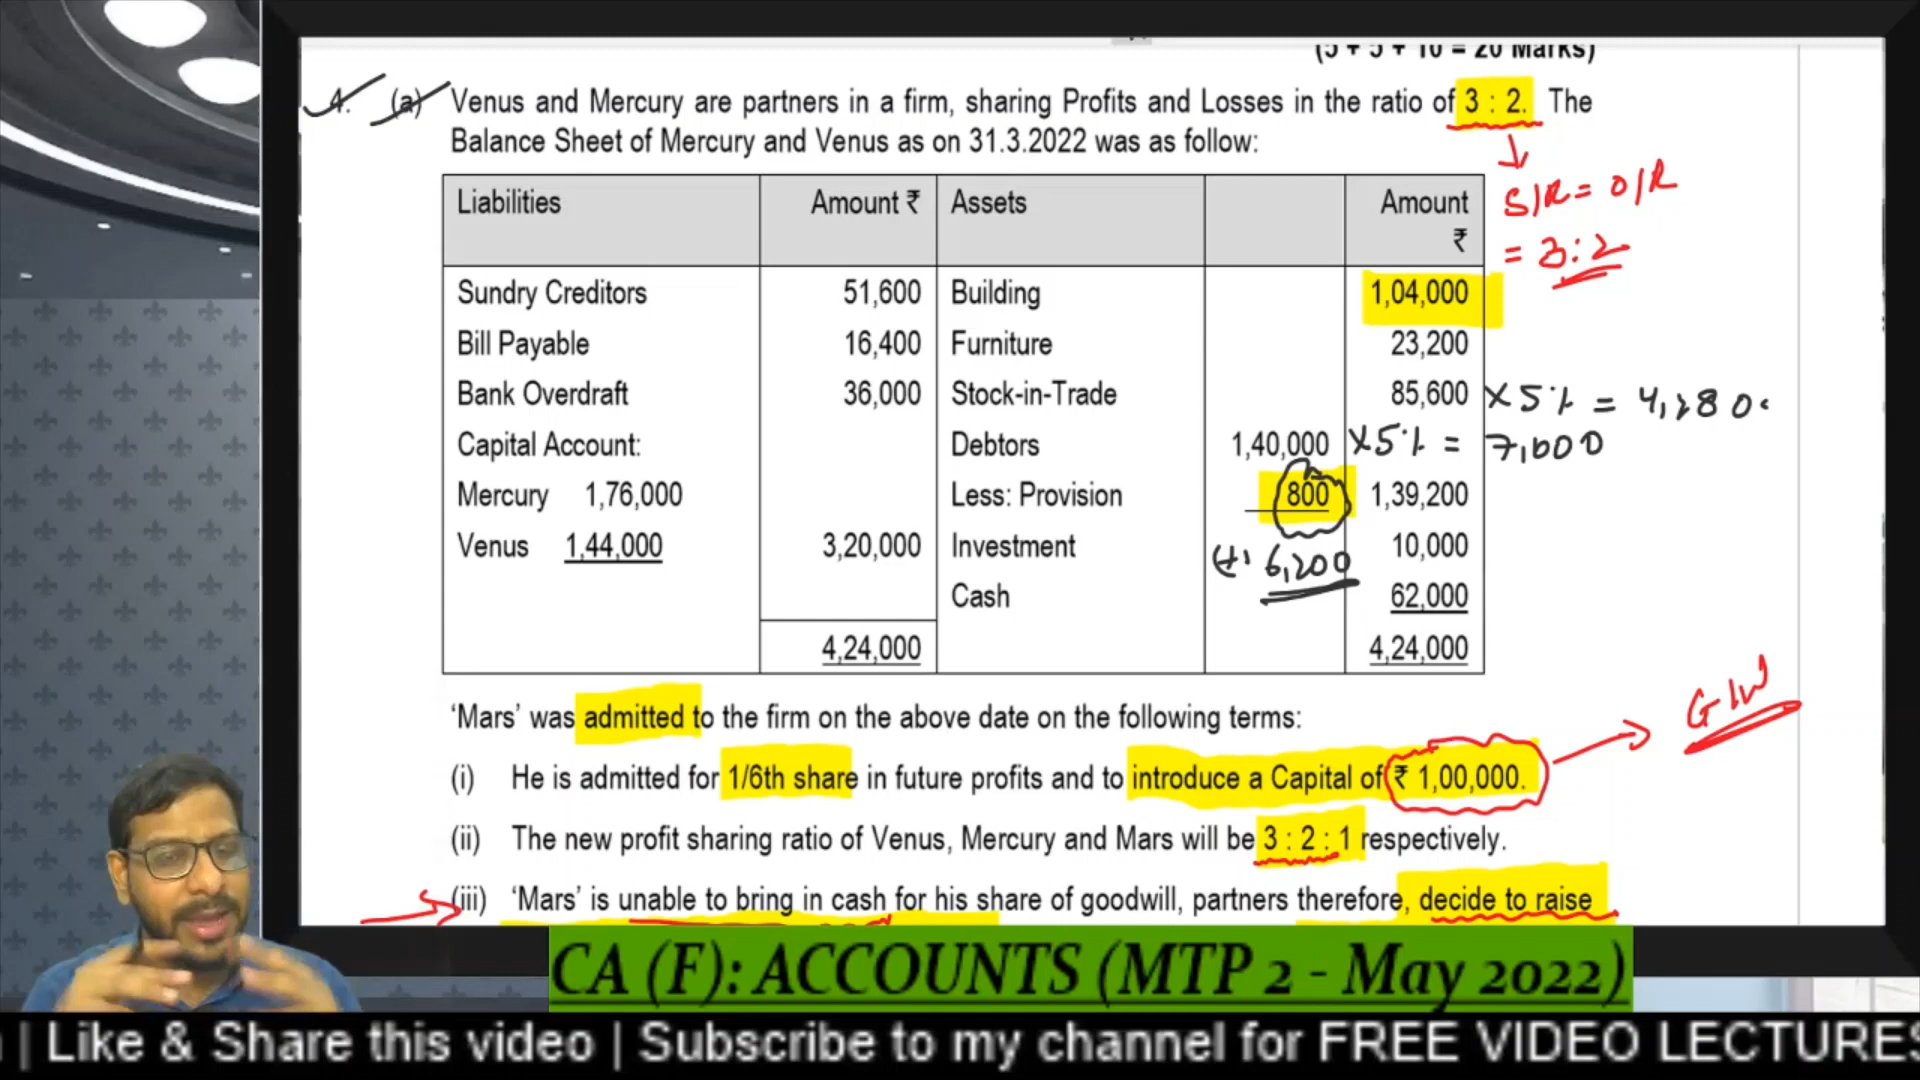 (5 + 5 + 10 = 20 Marks)
4. (a) Venus and Mercury are partners in a firm, sharing Profits and Losses in the ratio of 3 : 2. The
Balance Sheet of Mercury and Venus as on 31.3.2022 was as follow:
S/R = O/R
= 3:2
Liabilities Amount ₹ Assets Amount ₹
Sundry Creditors 51,600 Building 1,04,000
Bill Payable 16,400 Furniture 23,200
Bank Overdraft 36,000 Stock-in-Trade 85,600 X 5% = 4,280
Capital Account: Debtors 1,40,000 X5% = 7,000
Mercury 1,76,000 Less: Provision 800 1,39,200
Venus 1,44,000 3,20,000 Investment 10,000
(+) 6,200
Cash 62,000
4,24,000 4,24,000
G/W
'Mars' was admitted to the firm on the above date on the following terms:
(i) He is admitted for 1/6th share in future profits and to introduce a Capital of ₹ 1,00,000.
(ii) The new profit sharing ratio of Venus, Mercury and Mars will be 3 : 2 : 1 respectively.
(iii) 'Mars' is unable to bring in cash for his share of goodwill, partners therefore, decide to raise
CA (F): ACCOUNTS (MTP 2 - May 2022)
| Like & Share this video | Subscribe to my channel for FREE VIDEO LECTURES